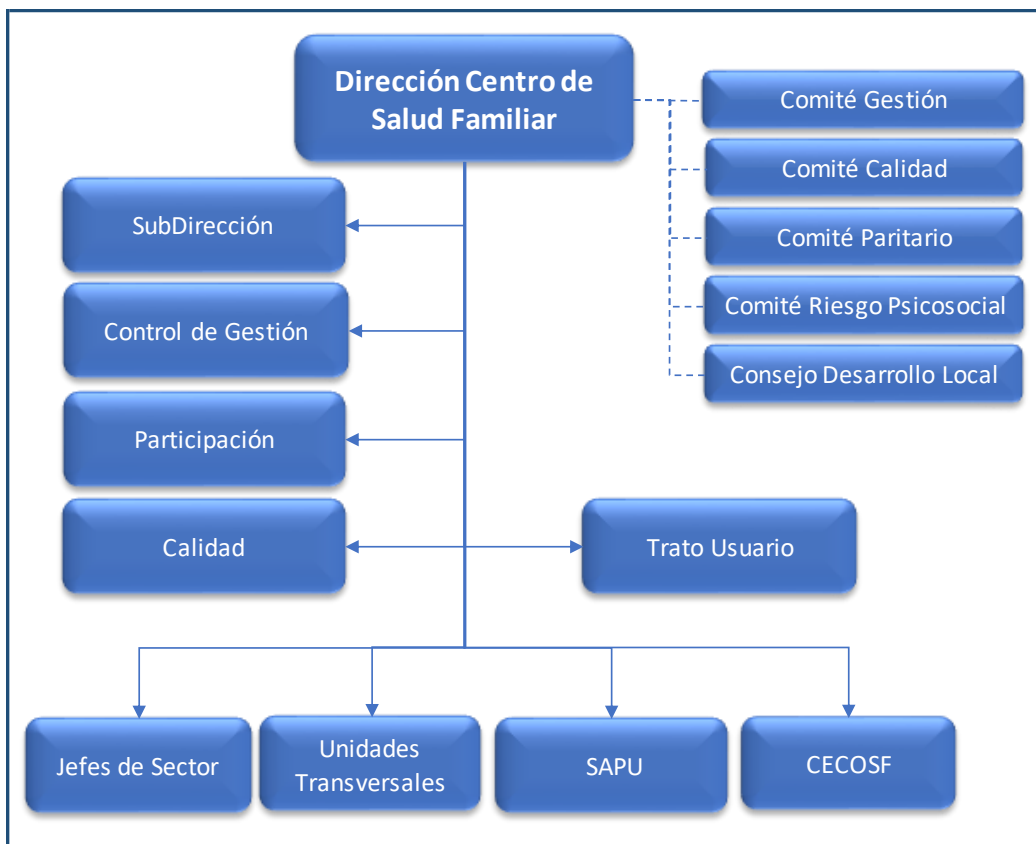 Dirección Centro de
Salud Familiar
Comité Gestión
Comité Calidad
Comité Paritario
Comité Riesgo Psicosocial
Consejo Desarrollo Local
SubDirección
Control de Gestión
Participación
Calidad
Trato Usuario
Jefes de Sector
Unidades
Transversales
SAPU
CECOSF